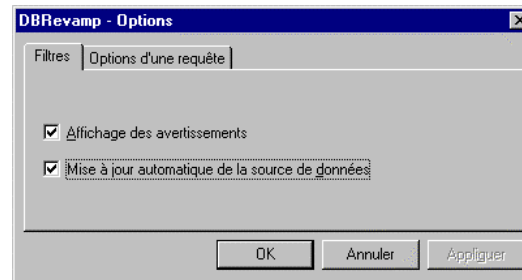 DBRevamp - Options
Filtres Options d'une requête
Affichage des avertissements
Mise à jour automatique de la source de données
OK Annuler Appliquer